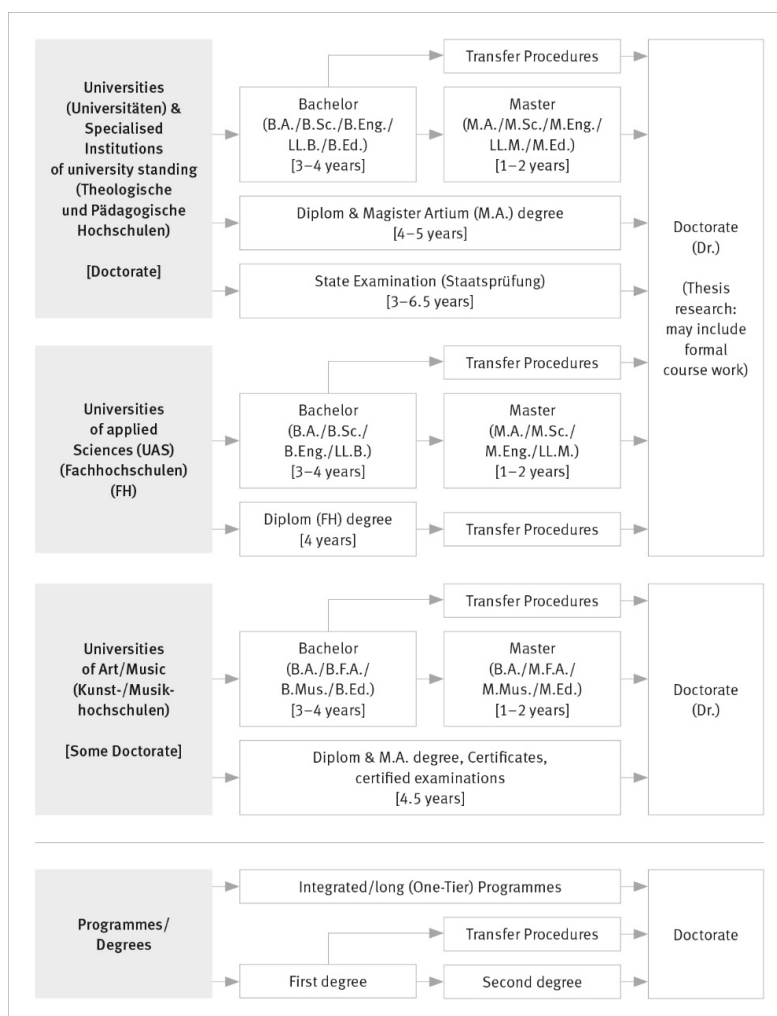 Transfer Procedures
Universities
(Universitäten) &
Specialised
Institutions
of university standing
(Theologische
und Pädagogische
Hochschulen)
[Doctorate]
Bachelor
(B.A./B.Sc./B.Eng./
LL.B./B.Ed.)
[3–4 years]
Master
(M.A./M.Sc./M.Eng./
LL.M./M.Ed.)
[1–2 years]
Diplom & Magister Artium (M.A.) degree
[4–5 years]
State Examination (Staatsprüfung)
[3–6.5 years]
Doctorate
(Dr.)
(Thesis
research:
may include
formal
course work)
Transfer Procedures
Universities
of applied
Sciences (UAS)
(Fachhochschulen)
(FH)
Bachelor
(B.A./B.Sc./
B.Eng./LL.B.)
[3–4 years]
Master
(M.A./M.Sc./
M.Eng./LL.M.)
[1–2 years]
Diplom (FH) degree
[4 years]
Transfer Procedures
Transfer Procedures
Universities
of Art/Music
(Kunst-/Musik-
hochschulen)
[Some Doctorate]
Bachelor
(B.A./B.F.A./
B.Mus./B.Ed.)
[3–4 years]
Master
(B.A./M.F.A./
M.Mus./M.Ed.)
[1–2 years]
Diplom & M.A. degree, Certificates,
certified examinations
[4.5 years]
Doctorate
(Dr.)
Programmes/
Degrees
Integrated/long (One-Tier) Programmes
Transfer Procedures
First degree
Second degree
Doctorate